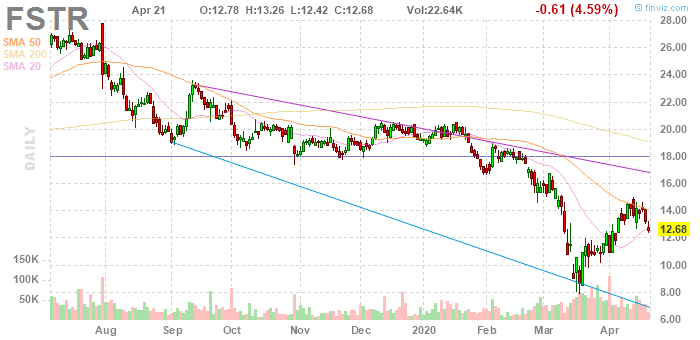 FSTR Apr 21 O:12.78 H:13.26 L:12.42 C:12.68 Vol:22.64K -0.61 (4.59%) © finviz.com
SMA 50
SMA 200
SMA 20
DAILY
28.00
26.00
24.00
22.00
20.00
18.00
16.00
14.00
12.68
12.00
10.00
8.00
6.00
150K
100K
50K
Aug Sep Oct Nov Dec 2020 Feb Mar Apr